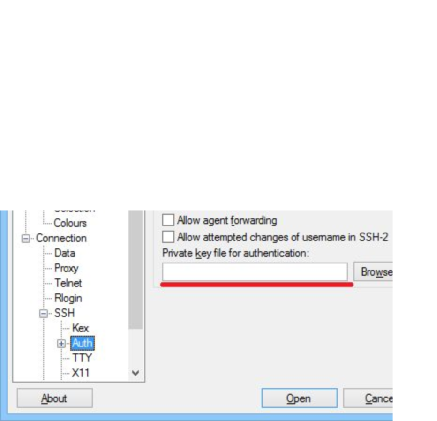 Colours
Connection
Data
Proxy
Telnet
Rlogin
SSH
Kex
Auth
TTY
X11
Allow agent forwarding
Allow attempted changes of username in SSH-2
Private key file for authentication:
Browse
About
Open
Cance